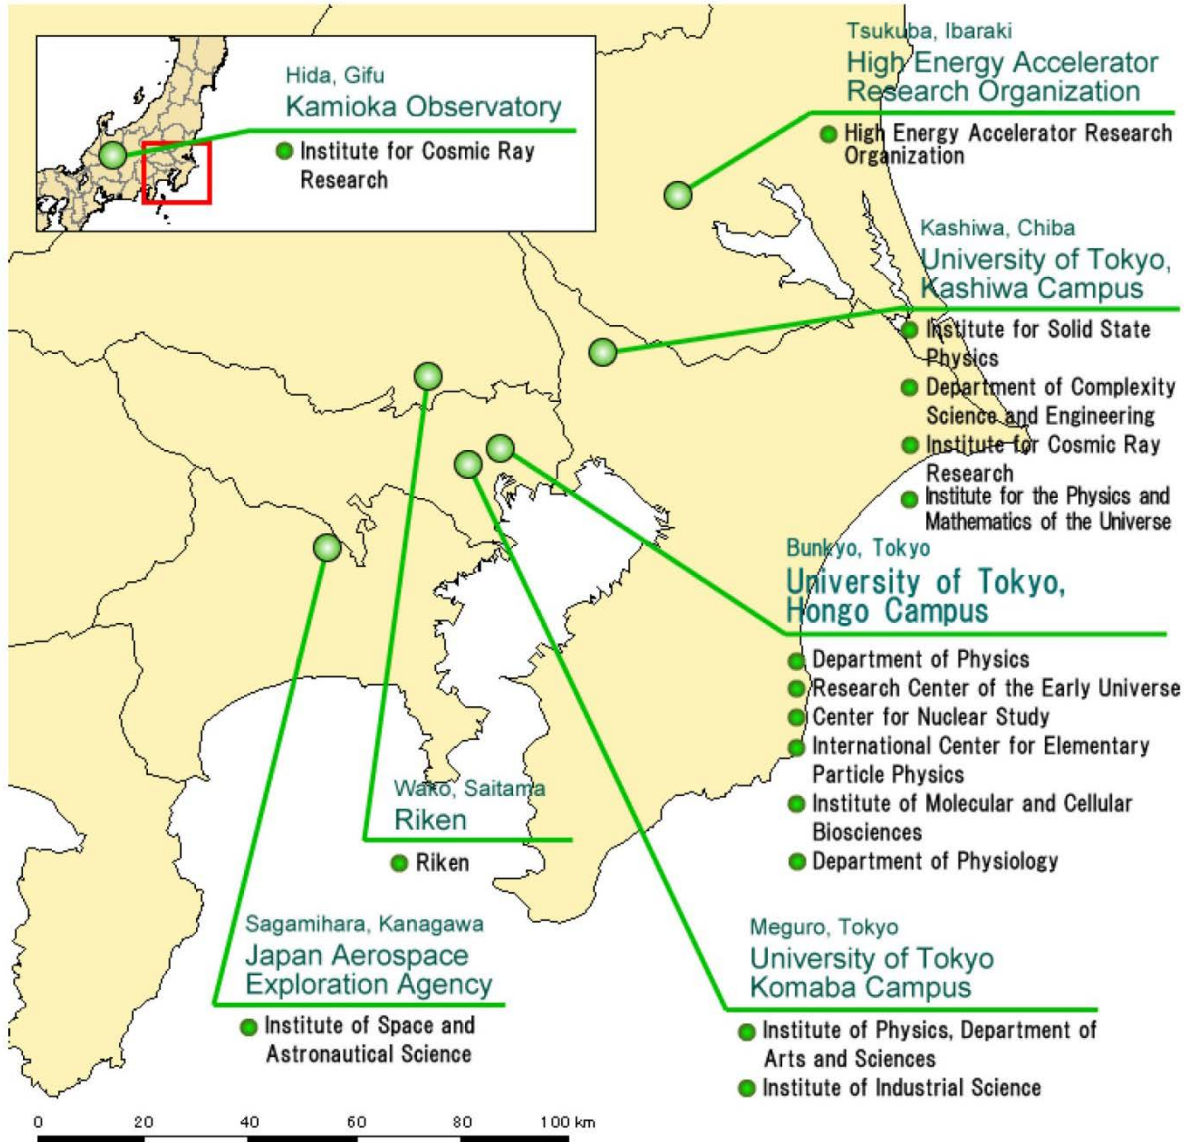 Hida, Gifu
Kamioka Observatory
Institute for Cosmic Ray
Research
Tsukuba, Ibaraki
High Energy Accelerator
Research Organization
High Energy Accelerator Research
Organization
Kashiwa, Chiba
University of Tokyo,
Kashiwa Campus
Institute for Solid State
Physics
Department of Complexity
Science and Engineering
Institute for Cosmic Ray
Research
Institute for the Physics and
Mathematics of the Universe
Bunkyo, Tokyo
University of Tokyo,
Hongo Campus
Department of Physics
Research Center of the Early Universe
Center for Nuclear Study
International Center for Elementary
Particle Physics
Institute of Molecular and Cellular
Biosciences
Department of Physiology
Wako, Saitama
Riken
Riken
Sagamihara, Kanagawa
Japan Aerospace
Exploration Agency
Institute of Space and
Astronautical Science
Meguro, Tokyo
University of Tokyo
Komaba Campus
Institute of Physics, Department of
Arts and Sciences
Institute of Industrial Science
0 20 40 60 80 100 km